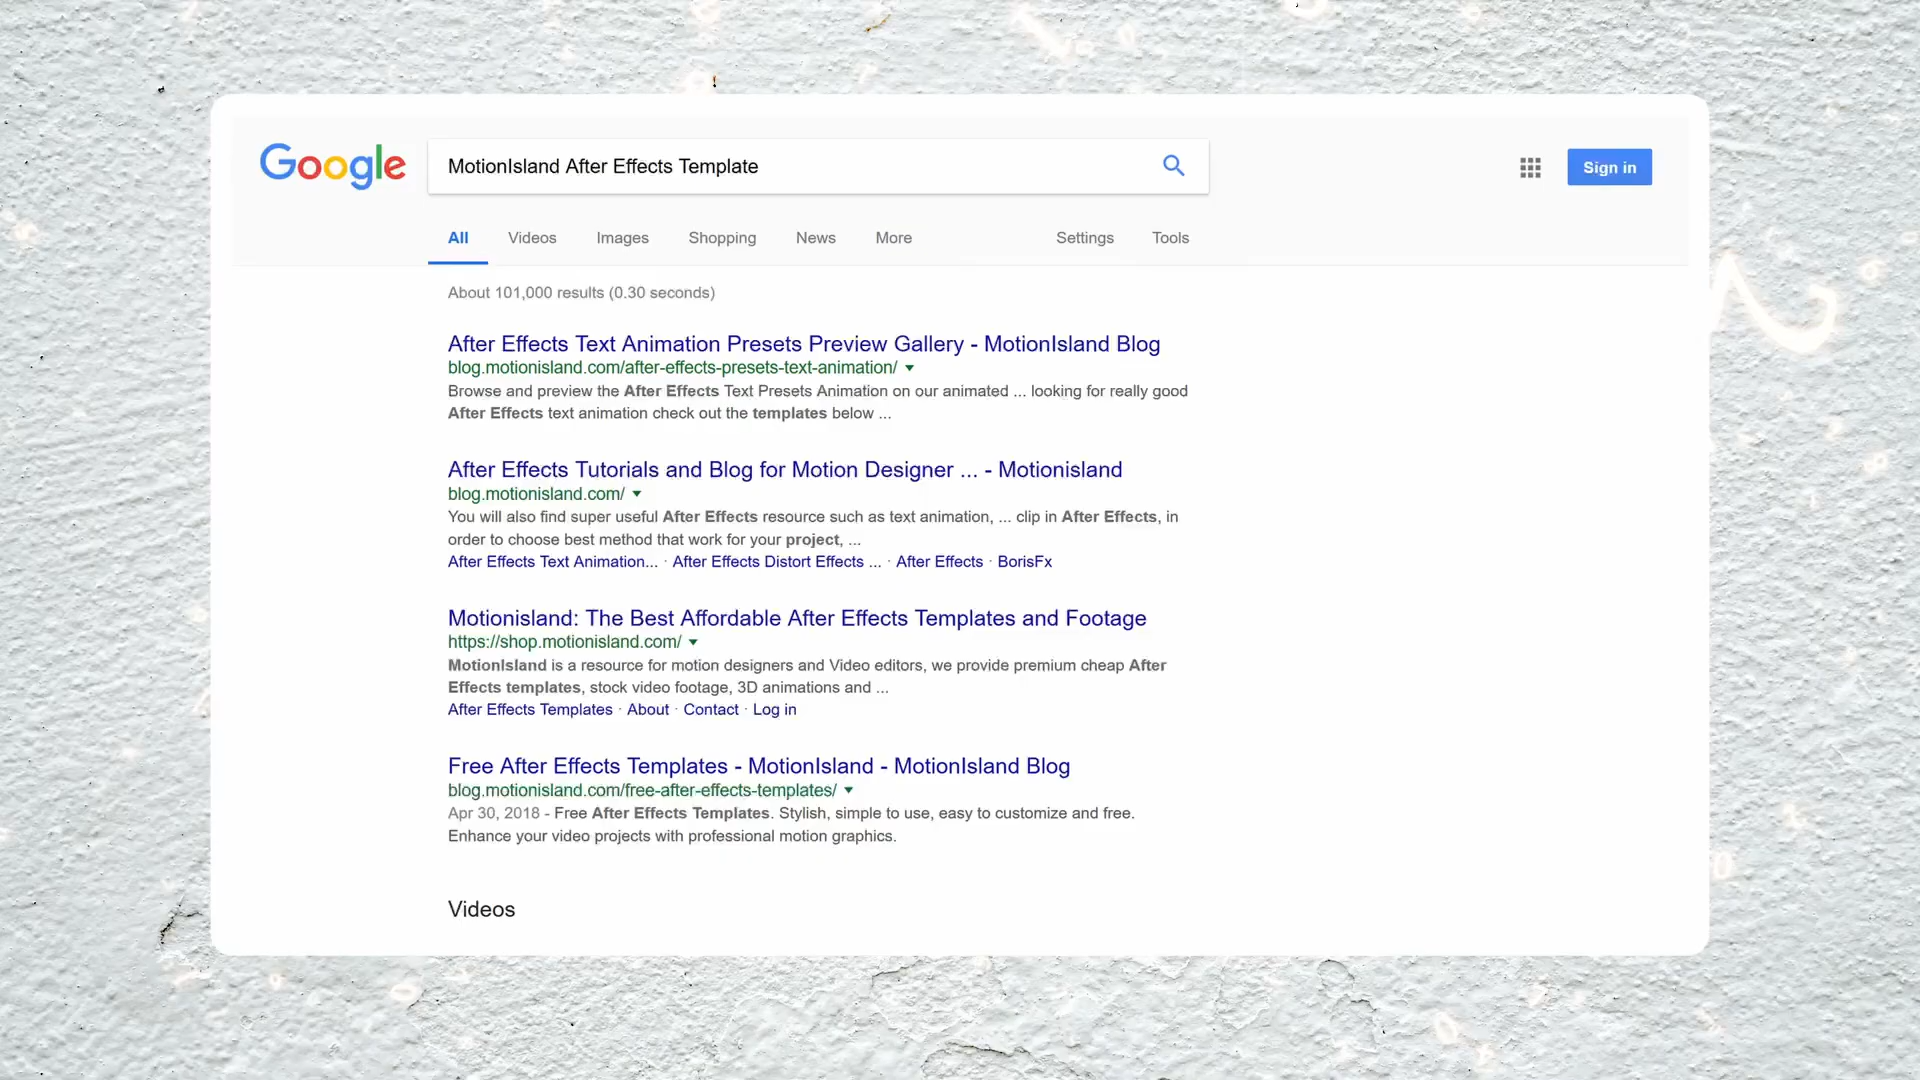 Google
MotionIsland After Effects Template
Sign in
All Videos Images Shopping News More Settings Tools
About 101,000 results (0.30 seconds)
After Effects Text Animation Presets Preview Gallery - MotionIsland Blog
blog.motionisland.com/after-effects-presets-text-animation/
Browse and preview the After Effects Text Presets Animation on our animated ... looking for really good
After Effects text animation check out the templates below ...
After Effects Tutorials and Blog for Motion Designer ... - Motionisland
blog.motionisland.com/
You will also find super useful After Effects resource such as text animation, ... clip in After Effects, in
order to choose best method that work for your project, ...
After Effects Text Animation... · After Effects Distort Effects ... · After Effects · BorisFx
Motionisland: The Best Affordable After Effects Templates and Footage
https://shop.motionisland.com/
MotionIsland is a resource for motion designers and Video editors, we provide premium cheap After
Effects templates, stock video footage, 3D animations and ...
After Effects Templates · About · Contact · Log in
Free After Effects Templates - MotionIsland - MotionIsland Blog
blog.motionisland.com/free-after-effects-templates/
Apr 30, 2018 - Free After Effects Templates. Stylish, simple to use, easy to customize and free.
Enhance your video projects with professional motion graphics.
Videos